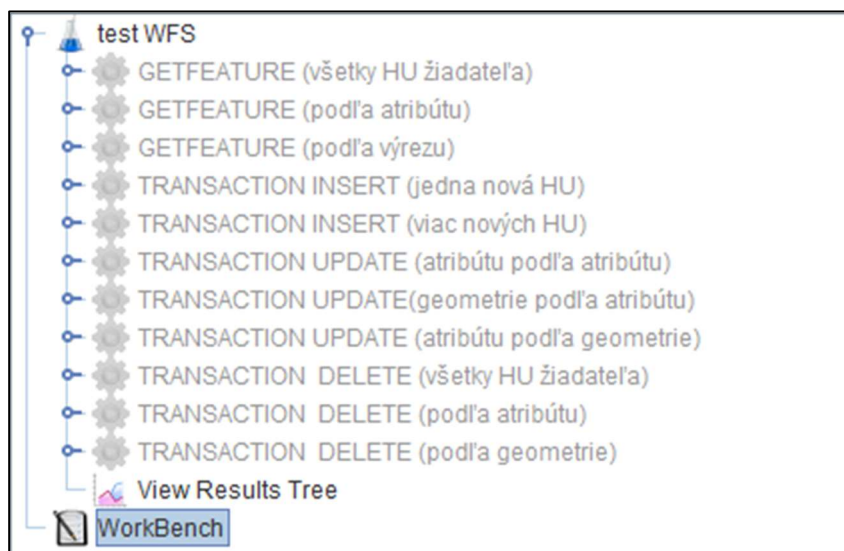 test WFS
GETFEATURE (všetky HU žiadateľa)
GETFEATURE (podľa atribútu)
GETFEATURE (podľa výrezu)
TRANSACTION INSERT (jedna nová HU)
TRANSACTION INSERT (viac nových HU)
TRANSACTION UPDATE (atribútu podľa atribútu)
TRANSACTION UPDATE(geometrie podľa atribútu)
TRANSACTION UPDATE (atribútu podľa geometrie)
TRANSACTION  DELETE (všetky HU žiadateľa)
TRANSACTION  DELETE (podľa atribútu)
TRANSACTION  DELETE (podľa geometrie)
View Results Tree
WorkBench